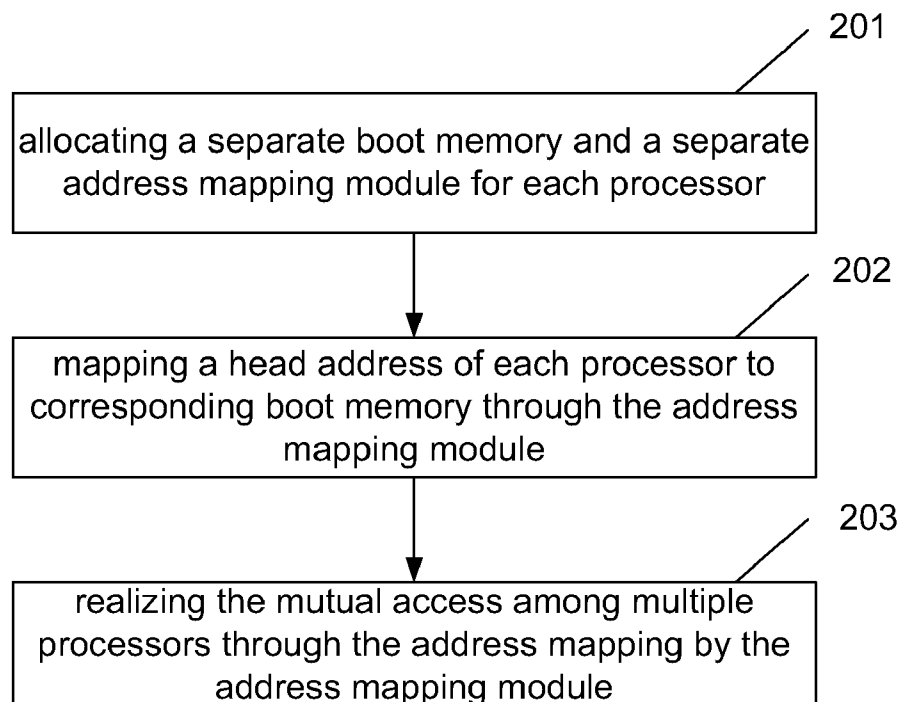 201
allocating a separate boot memory and a separate
address mapping module for each processor
202
mapping a head address of each processor to
corresponding boot memory through the address
mapping module
203
realizing the mutual access among multiple
processors through the address mapping by the
address mapping module